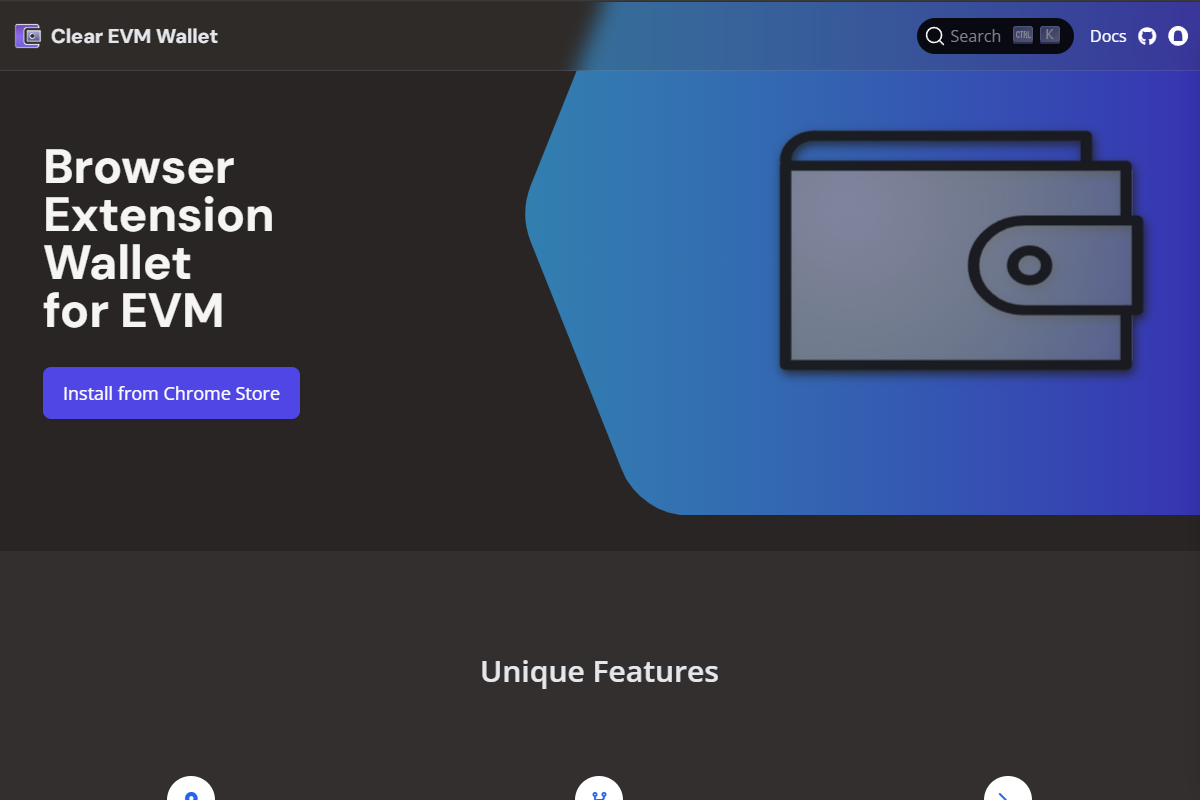 Clear EVM Wallet
Search CTRL K
Docs
Browser
Extension
Wallet
for EVM
Install from Chrome Store
Unique Features